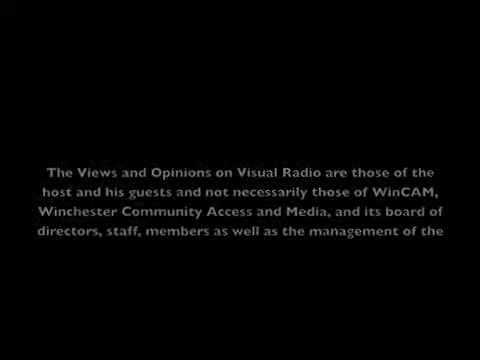 The Views and Opinions on Visual Radio are those of the
host and his guests and not necessarily those of WinCAM,
Winchester Community Access and Media, and its board of
directors, staff, members as well as the management of the